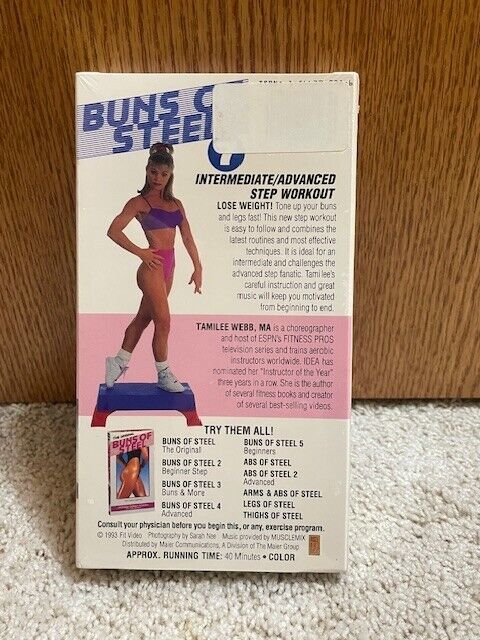 BUNS OF
STEEL
7
INTERMEDIATE/ADVANCED
STEP WORKOUT
LOSE WEIGHT! Tone up your buns
and legs fast! This new step workout
is easy to follow and combines the
latest routines and most effective
techniques. It is ideal for an
intermediate and challenges the
advanced step fanatic. Tamilee's
careful instruction and great
music will keep you motivated
from beginning to end.
TAMILEE WEBB, MA is a choreographer
and host of ESPN's FITNESS PROS
television series and trains aerobic
instructors worldwide. IDEA has
nominated her "Instructor of the Year"
three years in a row. She is the author
of several fitness books and creator
of several best-selling videos.
TRY THEM ALL!
BUNS OF STEEL
The Original!
BUNS OF STEEL 2
Beginner Step
BUNS OF STEEL 3
Buns & More
BUNS OF STEEL 4
Advanced
BUNS OF STEEL 5
Beginners
ABS OF STEEL
ABS OF STEEL 2
Advanced
ARMS & ABS OF STEEL
LEGS OF STEEL
THIGHS OF STEEL
BUNS OF
STEEL
Consult your physician before you begin this, or any, exercise program.
© 1993 Fit Video Photography by Sarah Nee Music provided by MUSCLEMIX
Distributed by Maier Communications, A Division of The Maier Group
APPROX. RUNNING TIME: 40 Minutes • COLOR